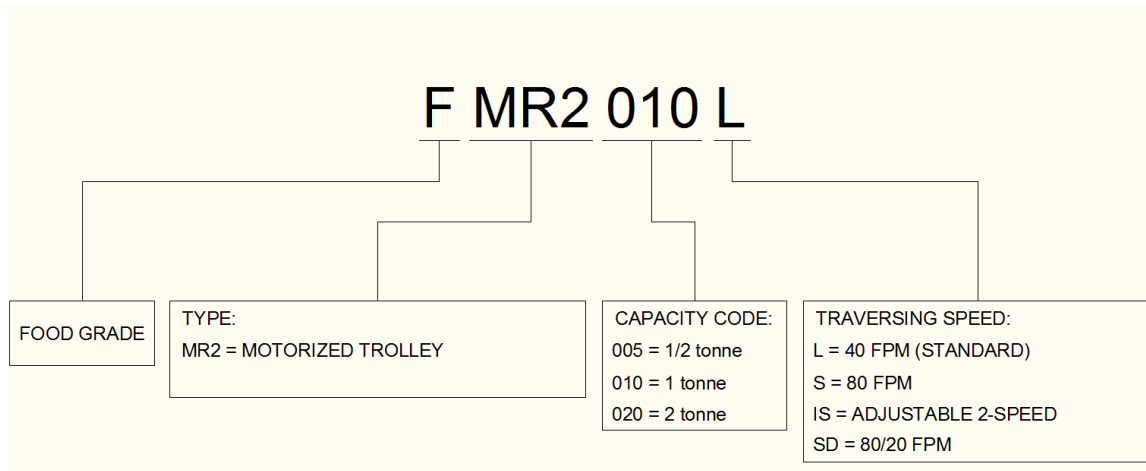 F MR2 010 L
FOOD GRADE
TYPE:
MR2 = MOTORIZED TROLLEY
CAPACITY CODE:
005 = 1/2 tonne
010 = 1 tonne
020 = 2 tonne
TRAVERSING SPEED:
L = 40 FPM (STANDARD)
S = 80 FPM
IS = ADJUSTABLE 2-SPEED
SD = 80/20 FPM